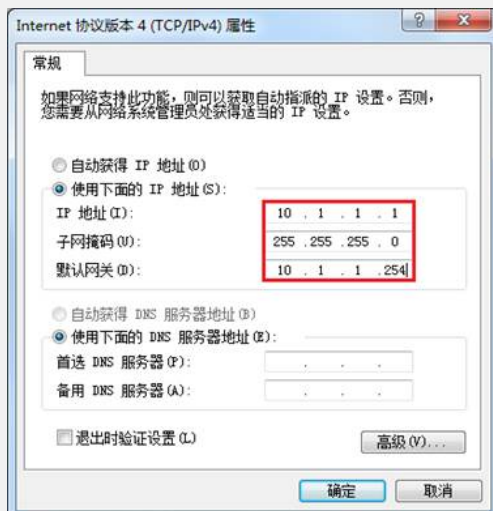 Internet 协议版本 4 (TCP/IPv4) 属性
常规
如果网络支持此功能，则可以获取自动指派的 IP 设置。否则，
您需要从网络系统管理员处获得适当的 IP 设置。
自动获得 IP 地址(O)
使用下面的 IP 地址(S):
IP 地址(I): 10 . 1 . 1 . 1
子网掩码(U): 255 .255 .255 . 0
默认网关(D): 10 . 1 . 1 .254
自动获得 DNS 服务器地址(B)
使用下面的 DNS 服务器地址(E):
首选 DNS 服务器(P): . . .
备用 DNS 服务器(A): . . .
退出时验证设置(L)
高级(V)...
确定 取消